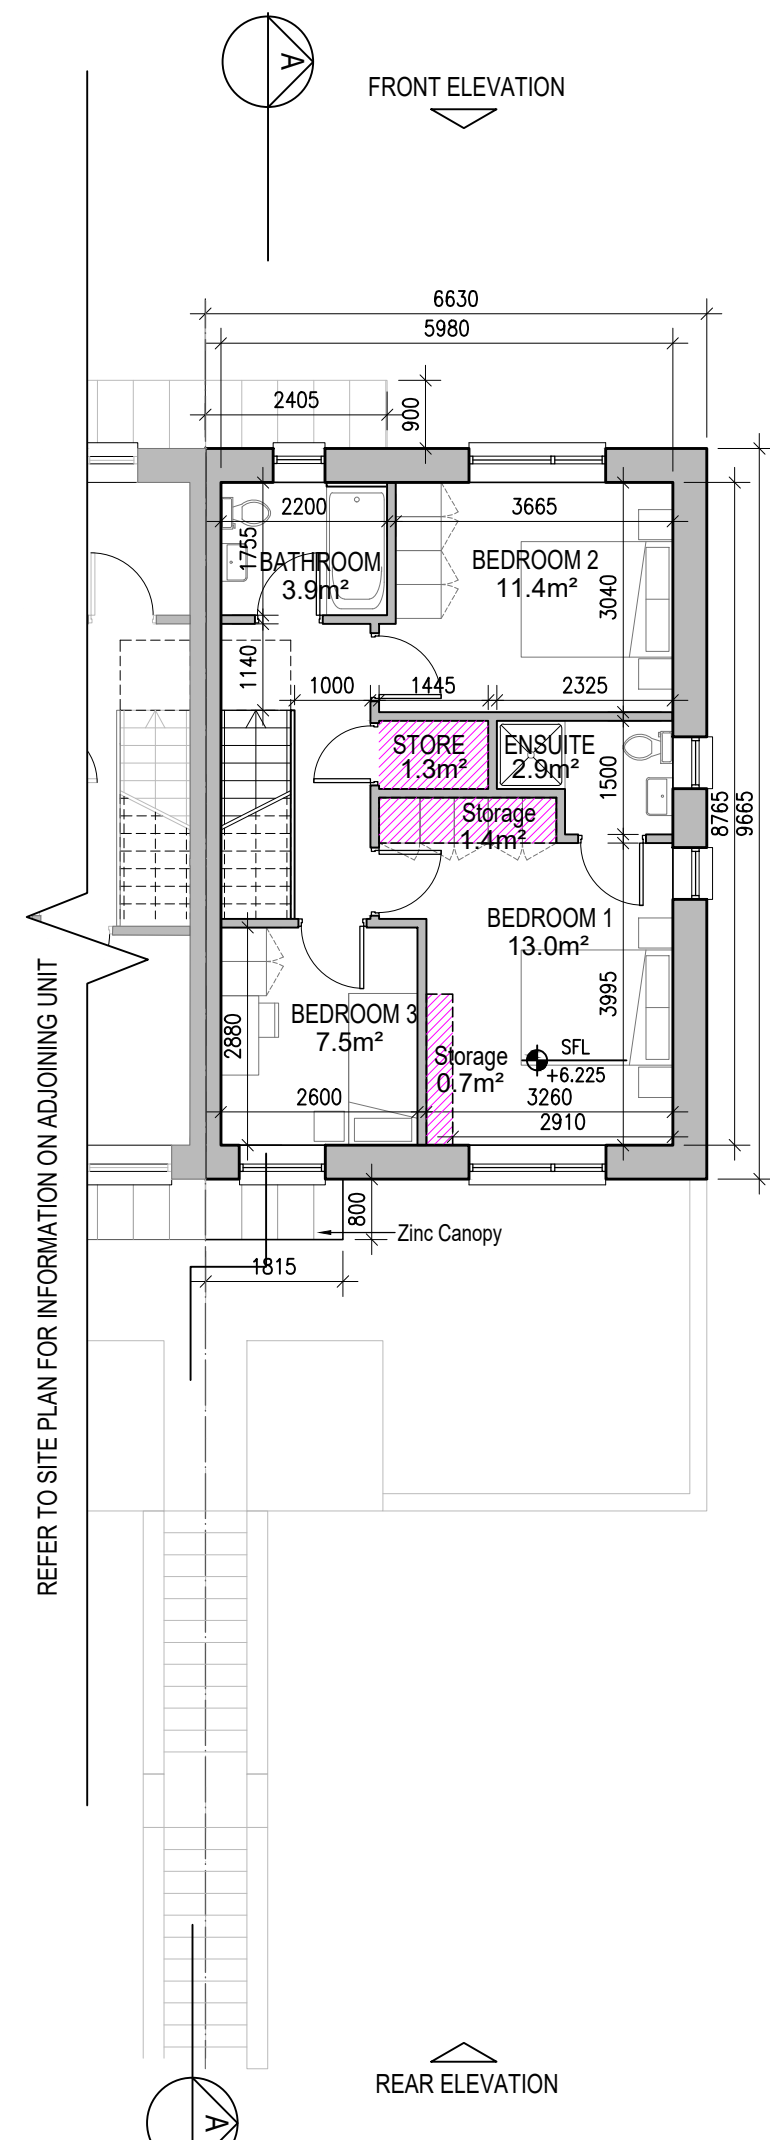 A
FRONT ELEVATION
6630
5980
2405
900
2200
3665
1755
BATHROOM
3.9m²
BEDROOM 2
11.4m²
3040
1140
1000
1445
2325
STORE
1.3m²
ENSUITE
2.9m²
1500
8765
9665
Storage
1.4m²
BEDROOM 1
13.0m²
3995
BEDROOM 3
7.5m²
2880
Storage
0.7m²
SFL
+6.225
2600
3260
2910
800
Zinc Canopy
1815
REFER TO SITE PLAN FOR INFORMATION ON ADJOINING UNIT
REAR ELEVATION
A